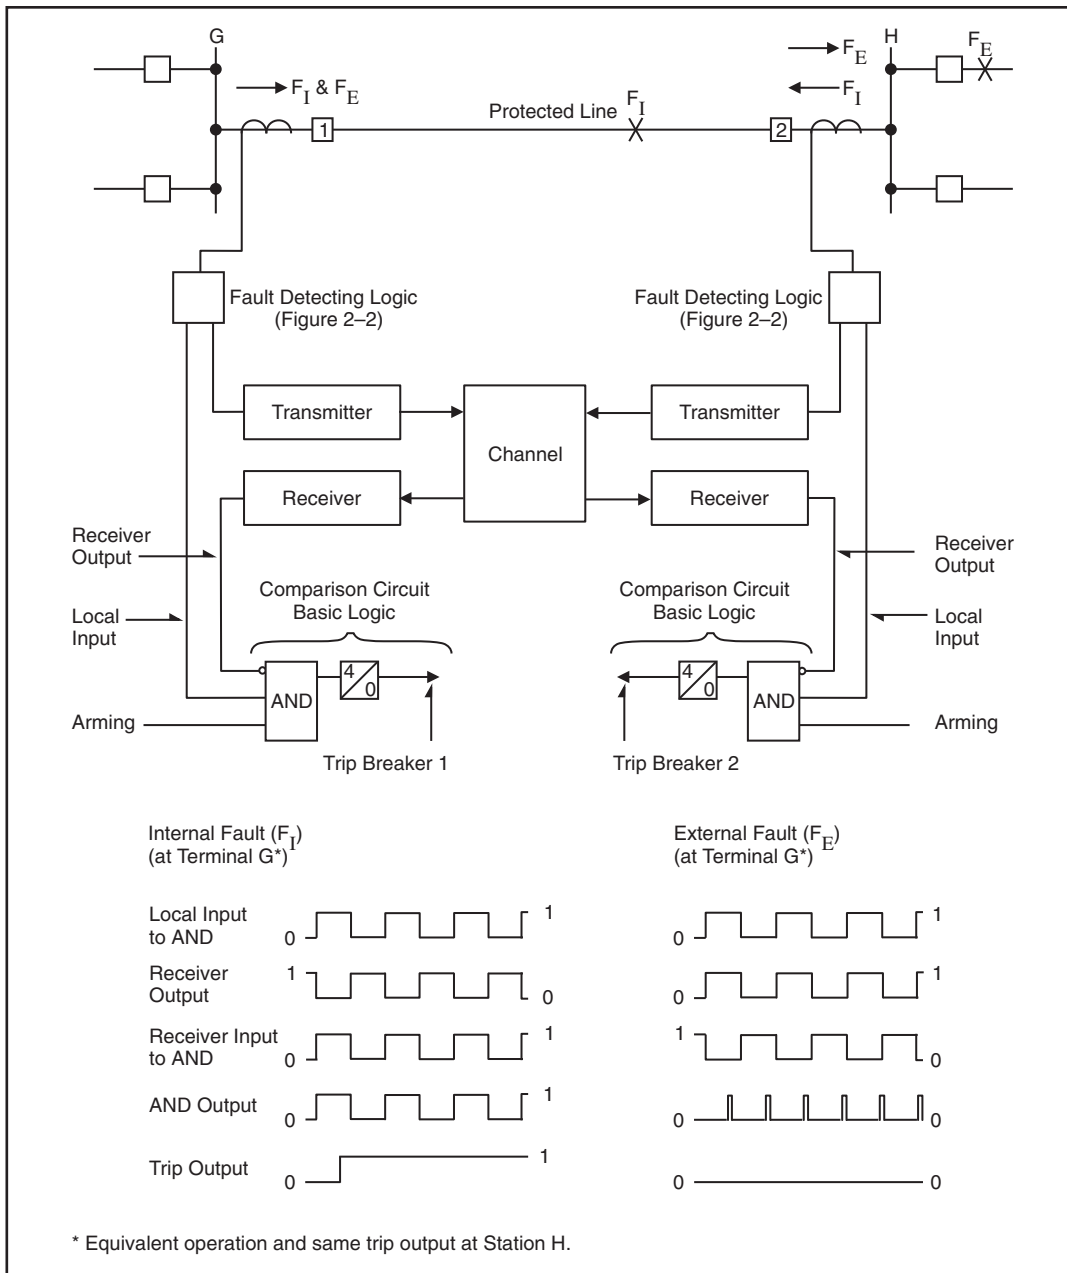 G
H
F_E
F_E
F_I & F_E
F_I
Protected Line
F_I
1
2
Fault Detecting Logic
(Figure 2–2)
Fault Detecting Logic
(Figure 2–2)
Transmitter
Transmitter
Channel
Receiver
Receiver
Receiver
Output
Receiver
Output
Comparison Circuit
Basic Logic
Comparison Circuit
Basic Logic
Local
Input
Local
Input
4
0
4
0
AND
AND
Arming
Arming
Trip Breaker 1
Trip Breaker 2
Internal Fault (F_I)
(at Terminal G*)
External Fault (F_E)
(at Terminal G*)
Local Input
to AND
0
1
0
1
Receiver
Output
1
0
0
1
Receiver Input
to AND
0
1
1
0
AND Output
0
1
0
0
Trip Output
0
1
0
0
* Equivalent operation and same trip output at Station H.